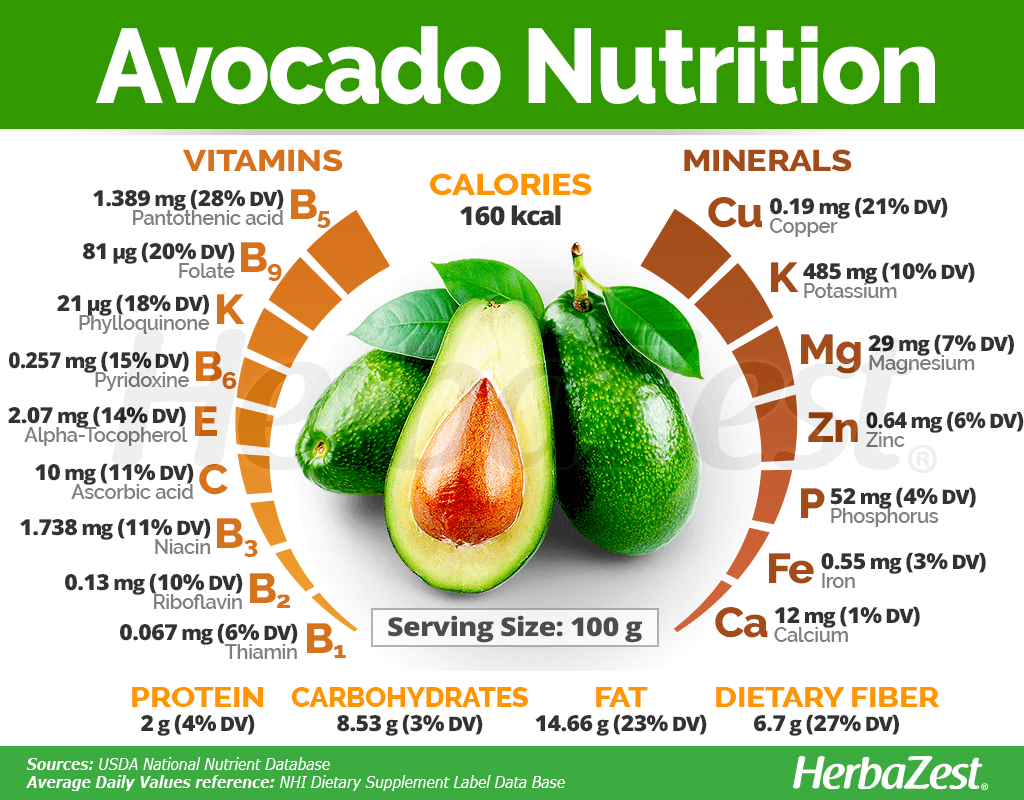 Avocado Nutrition
VITAMINS
1.389 mg (28% DV) B5
Pantothenic acid
81 µg (20% DV) B9
Folate
21 µg (18% DV) K
Phylloquinone
0.257 mg (15% DV) B6
Pyridoxine
2.07 mg (14% DV) E
Alpha-Tocopherol
10 mg (11% DV) C
Ascorbic acid
1.738 mg (11% DV) B3
Niacin
0.13 mg (10% DV) B2
Riboflavin
0.067 mg (6% DV) B1
Thiamin
CALORIES
160 kcal
MINERALS
Cu 0.19 mg (21% DV)
Copper
K 485 mg (10% DV)
Potassium
Mg 29 mg (7% DV)
Magnesium
Zn 0.64 mg (6% DV)
Zinc
P 52 mg (4% DV)
Phosphorus
Fe 0.55 mg (3% DV)
Iron
Ca 12 mg (1% DV)
Calcium
HerbaZest®
Serving Size: 100 g
PROTEIN
2 g (4% DV)
CARBOHYDRATES
8.53 g (3% DV)
FAT
14.66 g (23% DV)
DIETARY FIBER
6.7 g (27% DV)
Sources: USDA National Nutrient Database
Average Daily Values reference: NHI Dietary Supplement Label Data Base
HerbaZest®